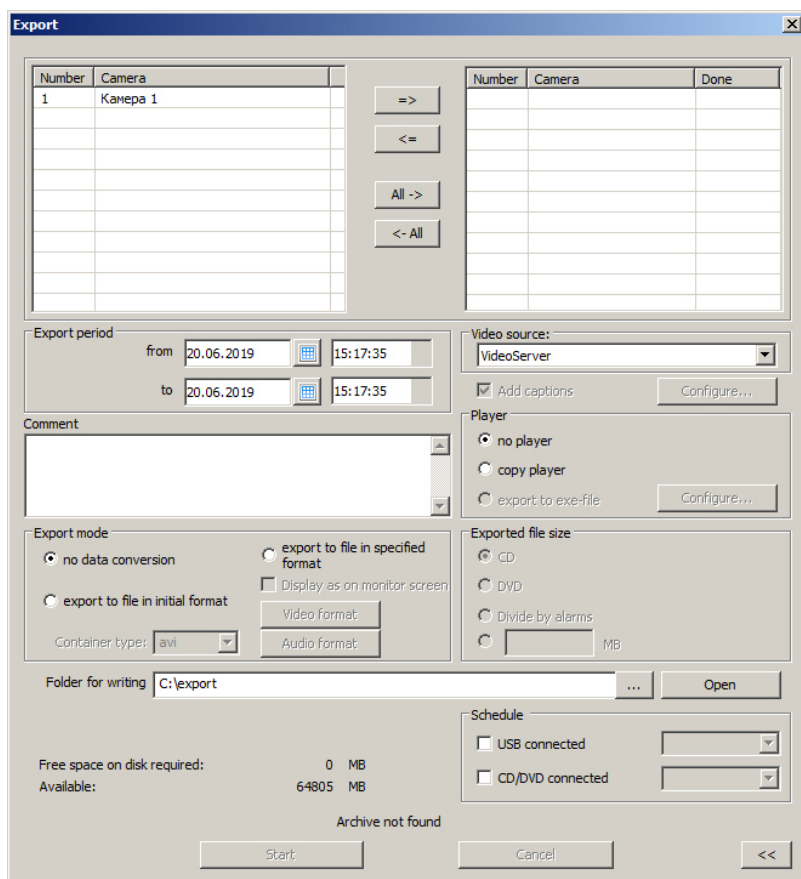 Export
Number Camera
1 Камера 1
=>
<=
All ->
<- All
Number Camera Done
Export period
from 20.06.2019 15:17:35
to 20.06.2019 15:17:35
Video source:
VideoServer
Add captions Configure...
Comment
Player
no player
copy player
export to exe-file Configure...
Export mode
no data conversion
export to file in initial format
Container type: avi
export to file in specified
format
Display as on monitor screen
Video format
Audio format
Exported file size
CD
DVD
Divide by alarms
MB
Folder for writing C:\export ... Open
Schedule
USB connected
CD/DVD connected
Free space on disk required: 0 MB
Available: 64805 MB
Archive not found
Start Cancel <<